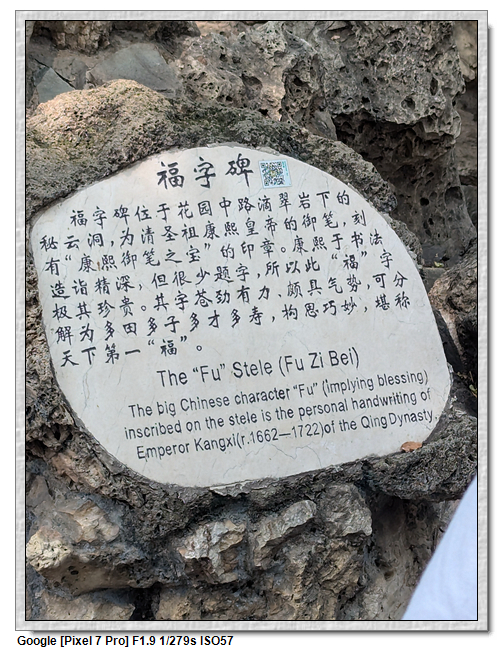 福字碑
福字碑位于花园中路滴翠岩下的
秘云洞，为清圣祖康熙皇帝的御笔，刻
有“康熙御笔之宝”的印章。康熙于书法
造诣精深，但很少题字，所以此“福”字
极其珍贵。其字苍劲有力、颇具气势，可分
解为多田多子多才多寿，构思巧妙，堪称
天下第一“福”。
The “Fu” Stele (Fu Zi Bei)
The big Chinese character “Fu” (implying blessing)
inscribed on the stele is the personal handwriting of
Emperor Kangxi(r.1662—1722)of the Qing Dynasty
Google [Pixel 7 Pro] F1.9 1/279s ISO57